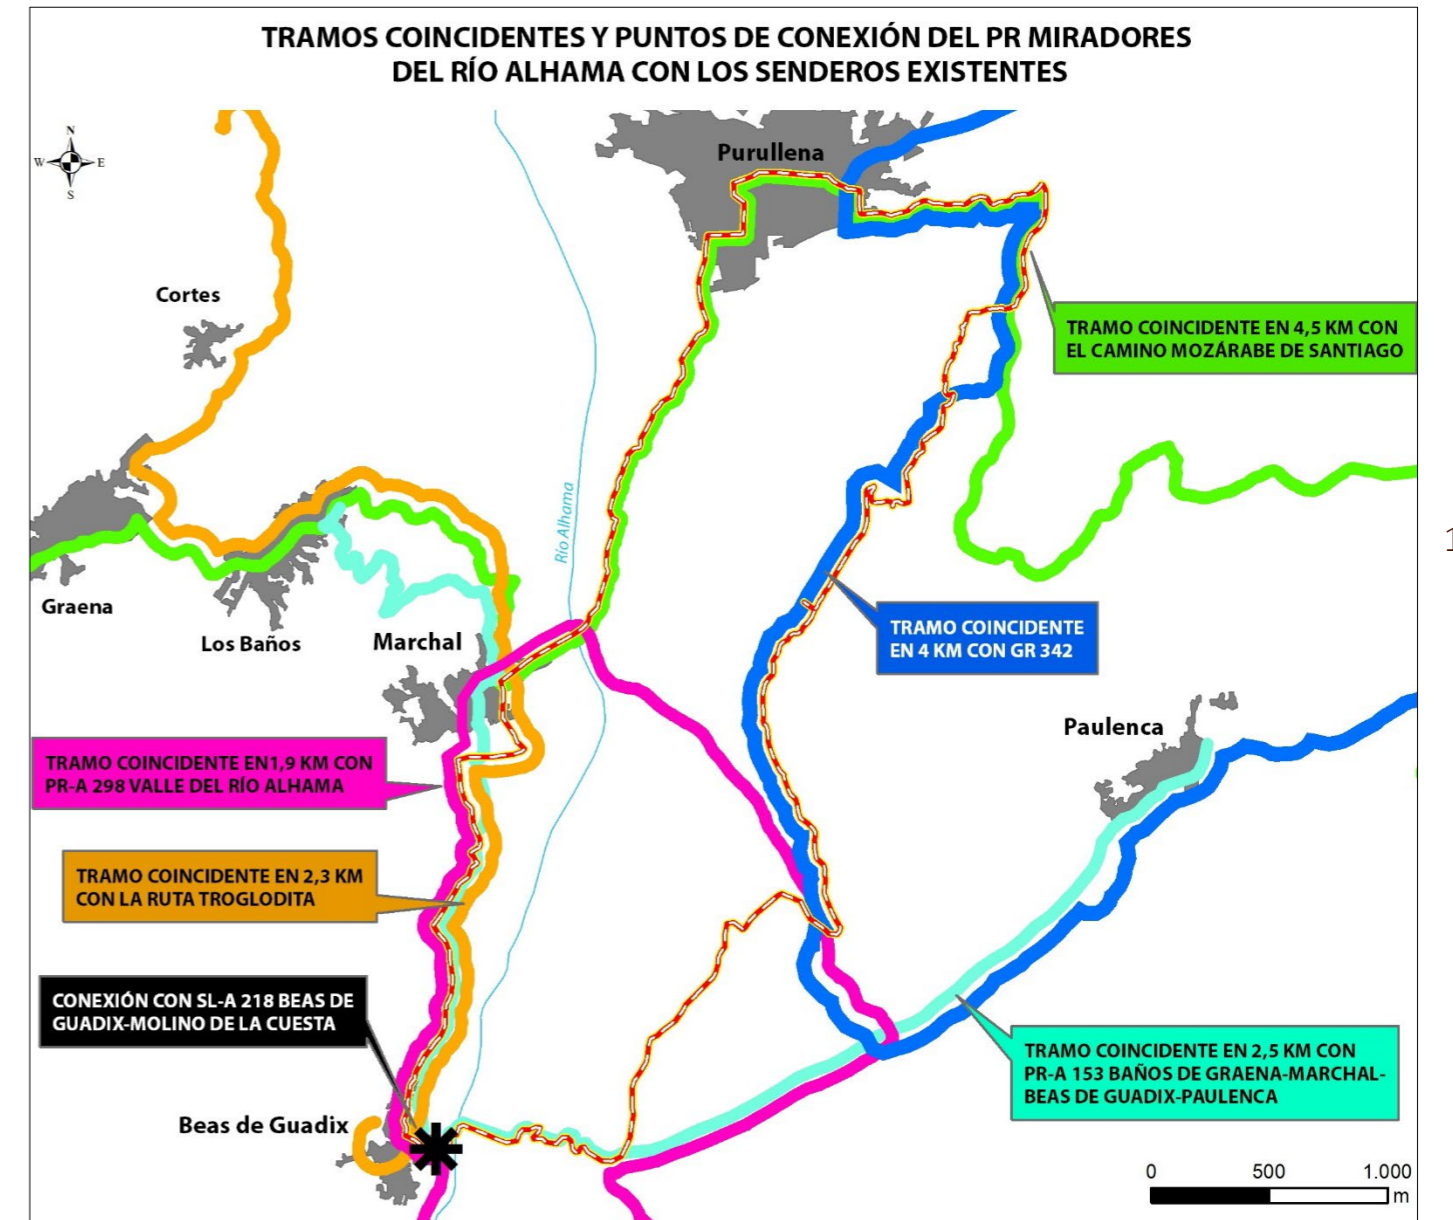 TRAMOS COINCIDENTES Y PUNTOS DE CONEXIÓN DEL PR MIRADORES
DEL RÍO ALHAMA CON LOS SENDEROS EXISTENTES
N
W
E
S
Purullena
Cortes
TRAMO COINCIDENTE EN 4,5 KM CON
EL CAMINO MOZÁRABE DE SANTIAGO
Río Alhama
1
Graena
Los Baños
Marchal
TRAMO COINCIDENTE
EN 4 KM CON GR 342
Paulenca
TRAMO COINCIDENTE EN1,9 KM CON
PR-A 298 VALLE DEL RÍO ALHAMA
TRAMO COINCIDENTE EN 2,3 KM
CON LA RUTA TROGLODITA
CONEXIÓN CON SL-A 218 BEAS DE
GUADIX-MOLINO DE LA CUESTA
TRAMO COINCIDENTE EN 2,5 KM CON
PR-A 153 BAÑOS DE GRAENA-MARCHAL-
BEAS DE GUADIX-PAULENCA
Beas de Guadix
0 500 1.000
m